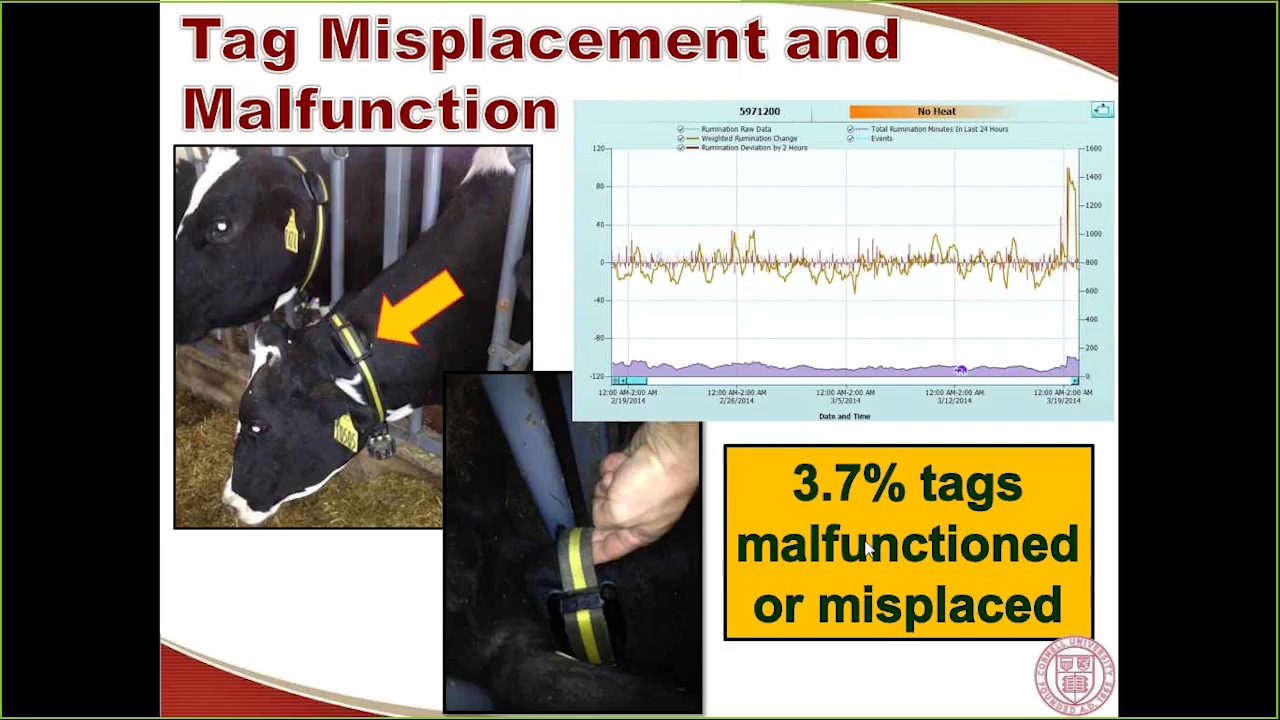 Tag Misplacement and
Malfunction
5971200
No Heat
Rumination Raw Data
Total Rumination Minutes In Last 24 Hours
Weighted Rumination Change
Events
Rumination Deviation by 2 Hours
120
1600
1400
80
1200
40
1000
0
800
600
-40
400
-80
200
-120
0
12:00 AM-2:00 AM
12:00 AM-2:00 AM
12:00 AM-2:00 AM
12:00 AM-2:00 AM
12:00 AM-2:00 AM
2/19/2014
2/26/2014
3/5/2014
3/12/2014
3/19/2014
Date and Time
3.7% tags
malfunctioned
or misplaced
CORNELL UNIVERSITY
FOUNDED A.D. 1865